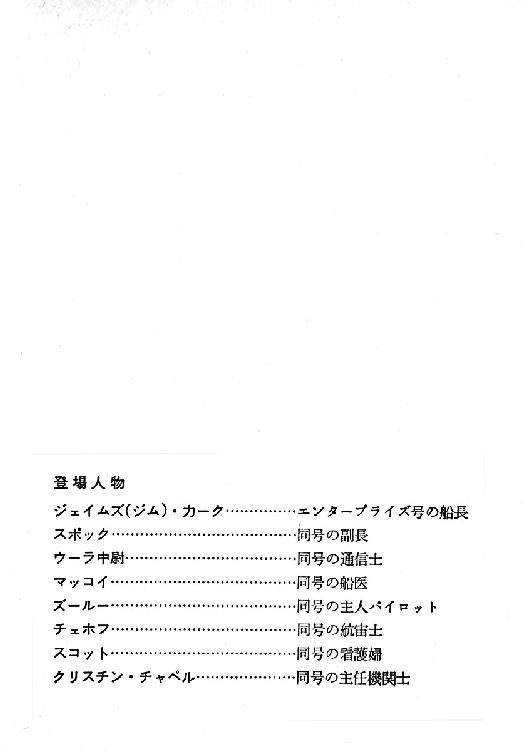 登場人物
ジェイムズ(ジム)・カーク……………エンタープライズ号の船長
スポック…………………………………同号の副長
ウーラ中尉………………………………同号の通信士
マッコイ…………………………………同号の船医
ズールー…………………………………同号の主人パイロット
チェホフ…………………………………同号の航宙士
スコット…………………………………同号の看護婦
クリスチン・チャペル…………………同号の主任機関士